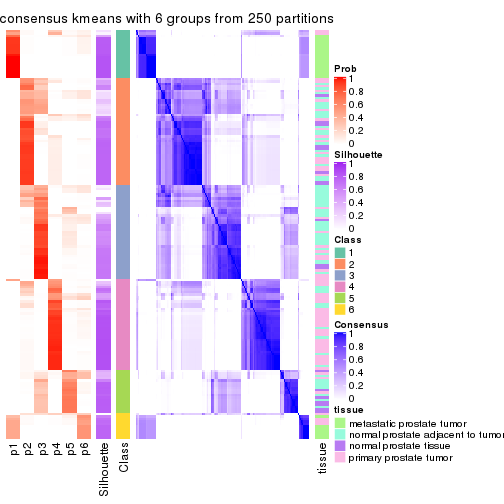 consensus kmeans with 6 groups from 250 partitions
Prob
1
0.8
0.6
0.4
0.2
0
Silhouette
1
0.8
0.6
0.4
0.2
0
Class
1
2
3
4
5
6
Consensus
1
0.8
0.6
0.4
0.2
0
tissue
metastatic prostate tumor
normal prostate adjacent to tumor
normal prostate tissue
primary prostate tumor
p1
p2
p3
p4
p5
p6
Silhouette
Class
tissue